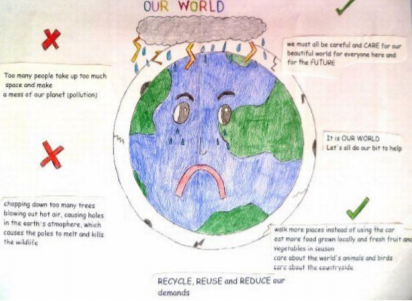 OUR WORLD
we must all be careful and CARE for our
beautiful world for everyone here and
for the FUTURE
Too many people take up too much
space and make
a mess of our planet (pollution)
It is OUR WORLD
Let's all do our bit to help
chopping down too many trees
blowing out hot air, causing holes
in the earth's atmosphere, which
causes the poles to melt and kills
the wildlife
walk more places instead of using the car
eat more food grown locally and fresh fruit and
vegetables in season
care about the world's animals and birds
care about the countryside
RECYCLE, REUSE and REDUCE our
demands